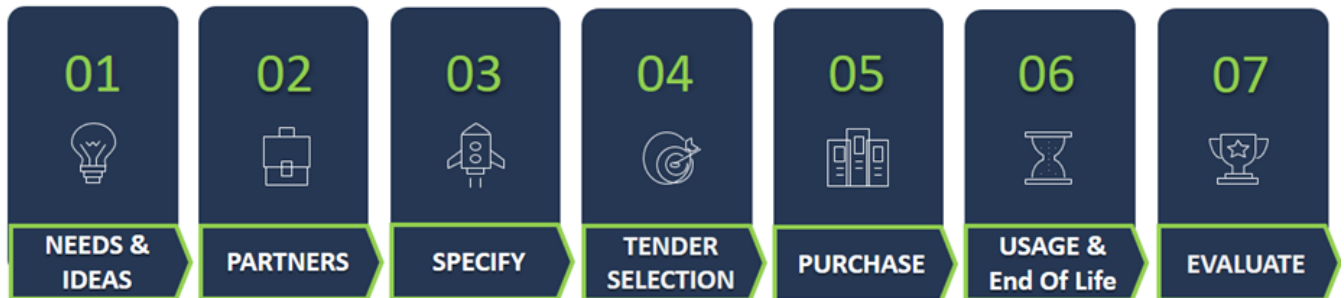 01
NEEDS &
IDEAS
02
PARTNERS
03
SPECIFY
04
TENDER
SELECTION
05
PURCHASE
06
USAGE &
End Of Life
07
EVALUATE